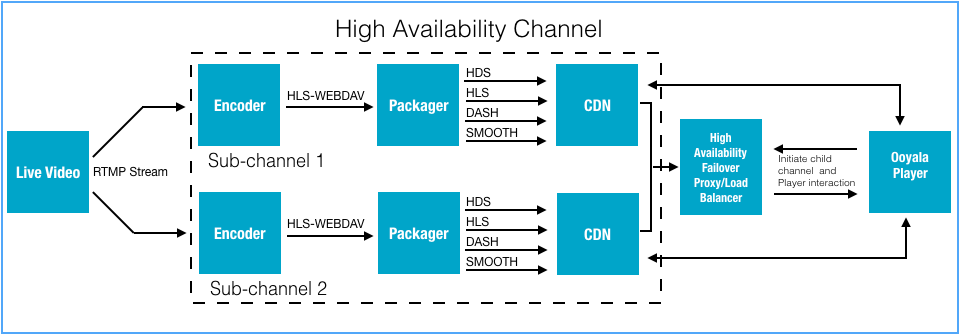 High Availability Channel
Encoder
HLS-WEBDAV
Packager
HDS
HLS
DASH
SMOOTH
CDN
Sub-channel 1
Live Video
RTMP Stream
High
Availability
Failover
Proxy/Load
Balancer
Initiate child
channel and
Player interaction
Ooyala
Player
Encoder
HLS-WEBDAV
Packager
HDS
HLS
DASH
SMOOTH
CDN
Sub-channel 2